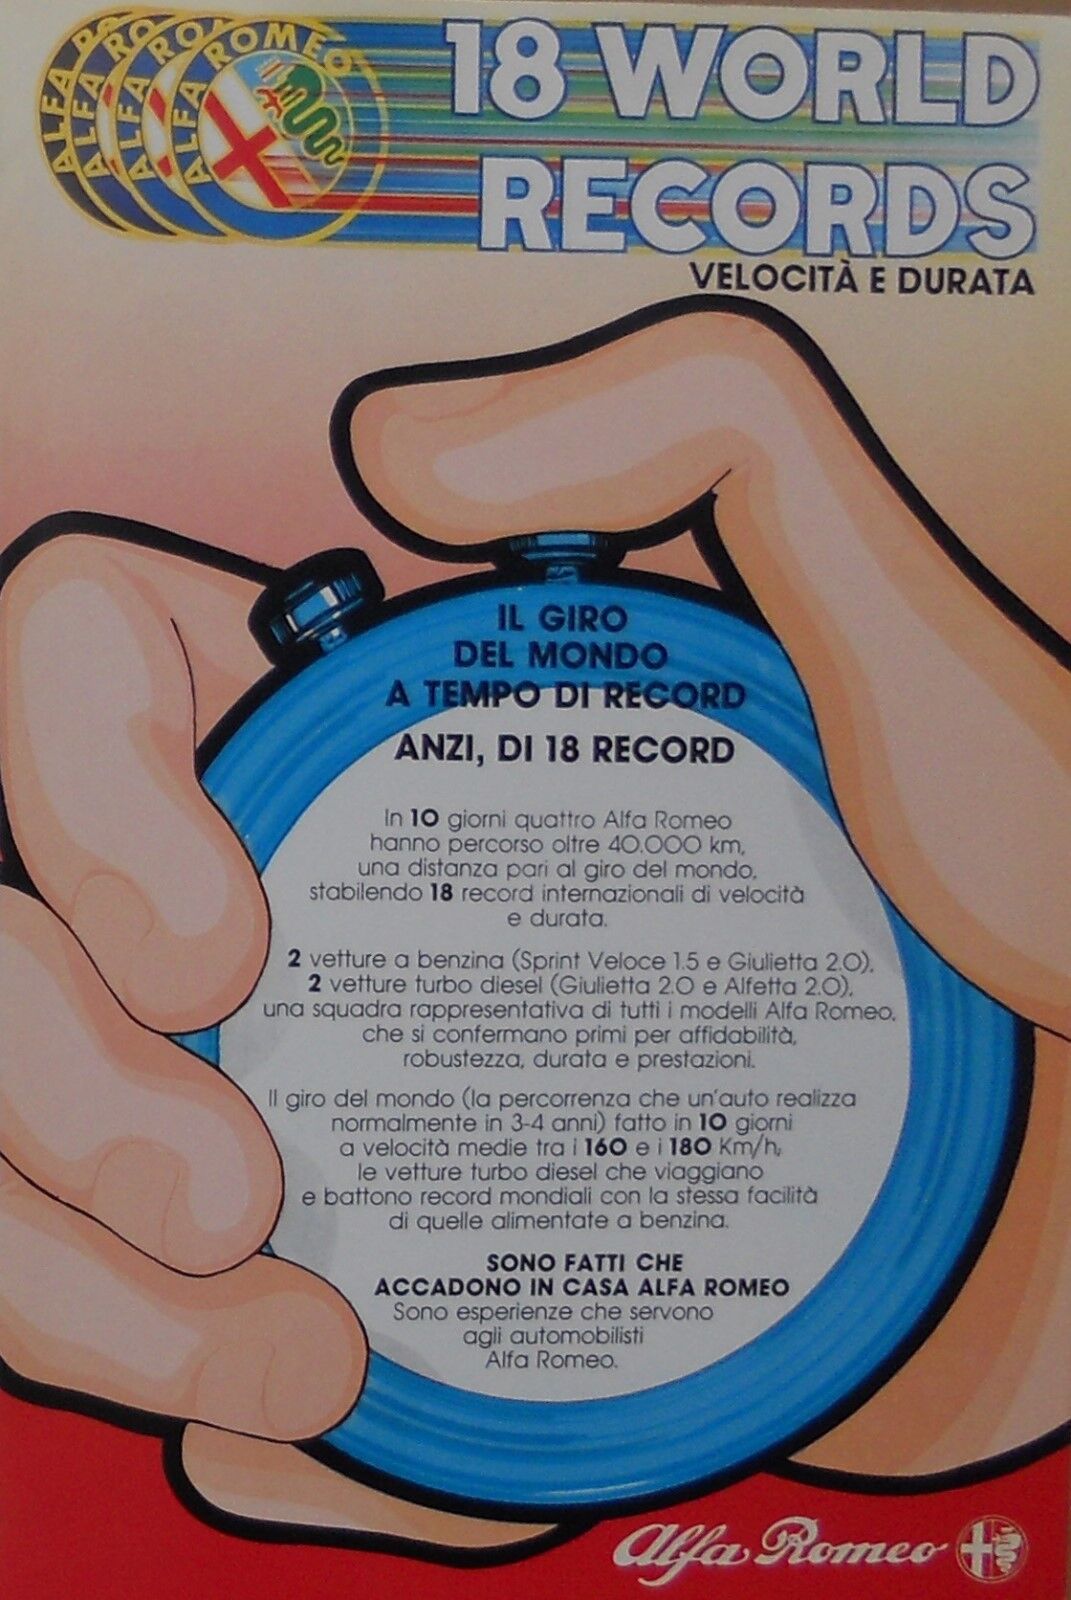 ALFA R
ALFA RO
ALFA RO
ALFA ROMEO
18 WORLD
RECORDS
VELOCITÀ E DURATA
IL GIRO
DEL MONDO
A TEMPO DI RECORD
ANZI, DI 18 RECORD
In 10 giorni quattro Alfa Romeo
hanno percorso oltre 40.000 km,
una distanza pari al giro del mondo,
stabilendo 18 record internazionali di velocità
e durata.
2 vetture a benzina (Sprint Veloce 1.5 e Giulietta 2.0),
2 vetture turbo diesel (Giulietta 2.0 e Alfetta 2.0),
una squadra rappresentativa di tutti i modelli Alfa Romeo,
che si confermano primi per affidabilità,
robustezza, durata e prestazioni.
Il giro del mondo (la percorrenza che un'auto realizza
normalmente in 3-4 anni) fatto in 10 giorni
a velocità medie tra i 160 e i 180 Km/h,
le vetture turbo diesel che viaggiano
e battono record mondiali con la stessa facilità
di quelle alimentate a benzina.
SONO FATTI CHE
ACCADONO IN CASA ALFA ROMEO
Sono esperienze che servono
agli automobilisti
Alfa Romeo.
Alfa Romeo